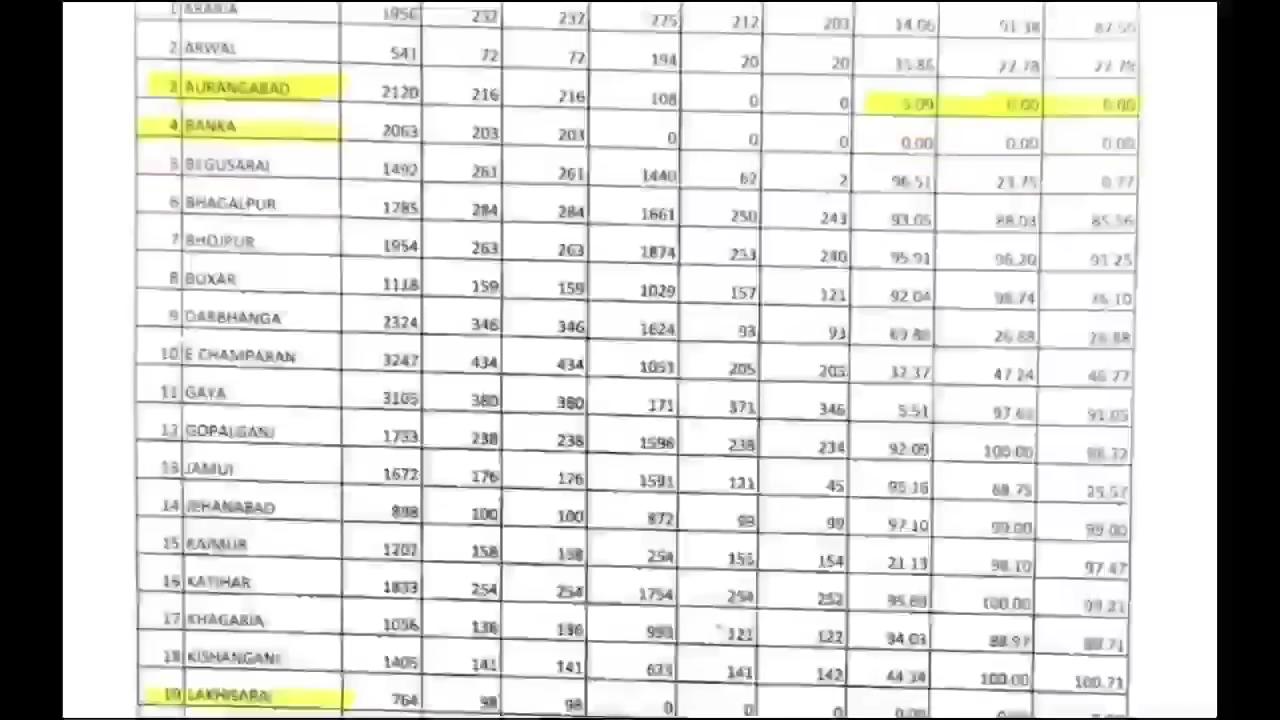 1 ARARIA 1956 232 232 275 212 203 14.06 91.38 87.50
2 ARWAL 541 72 72 194 20 20 35.86 27.78 27.78
3 AURANGABAD 2120 216 216 108 0 0 5.09 0.00 0.00
4 BANKA 2063 203 203 0 0 0 0.00 0.00 0.00
5 BEGUSARAI 1492 261 261 1440 62 2 96.51 23.75 0.77
6 BHAGALPUR 1785 284 284 1661 250 243 93.05 88.03 85.56
7 BHOJPUR 1954 263 263 1874 253 240 95.91 96.20 91.25
8 BUXAR 1118 159 159 1029 157 121 92.04 98.74 76.10
9 DARBHANGA 2324 346 346 1624 93 93 69.88 26.88 26.88
10 E CHAMPARAN 3247 434 434 1051 205 203 32.37 47.24 46.77
11 GAYA 3105 380 380 171 371 346 5.51 97.63 91.05
12 GOPALGANJ 1733 238 238 1596 238 234 92.09 100.00 98.32
13 JAMUI 1672 176 176 1591 121 45 95.16 68.75 25.57
14 JEHANABAD 898 100 100 872 99 99 97.10 99.00 99.00
15 KAIMUR 1202 158 158 254 155 154 21.13 98.10 97.47
16 KATIHAR 1833 254 254 1754 254 252 95.69 100.00 99.21
17 KHAGARIA 1056 136 136 993 121 122 94.03 88.97 89.71
18 KISHANGANJ 1405 141 141 623 141 142 44.34 100.00 100.71
19 LAKHISARAI 764 98 98 0 0 0 0.00